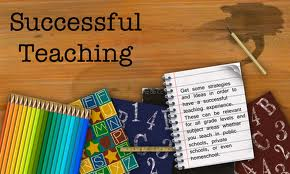 Successful
Teaching
Get some strategies
and ideas in order to
have a successful
teaching experience.
These can be relevant
for all grade levels and
subject areas whether
you teach in public
schools, private
schools, or even
homeschool.